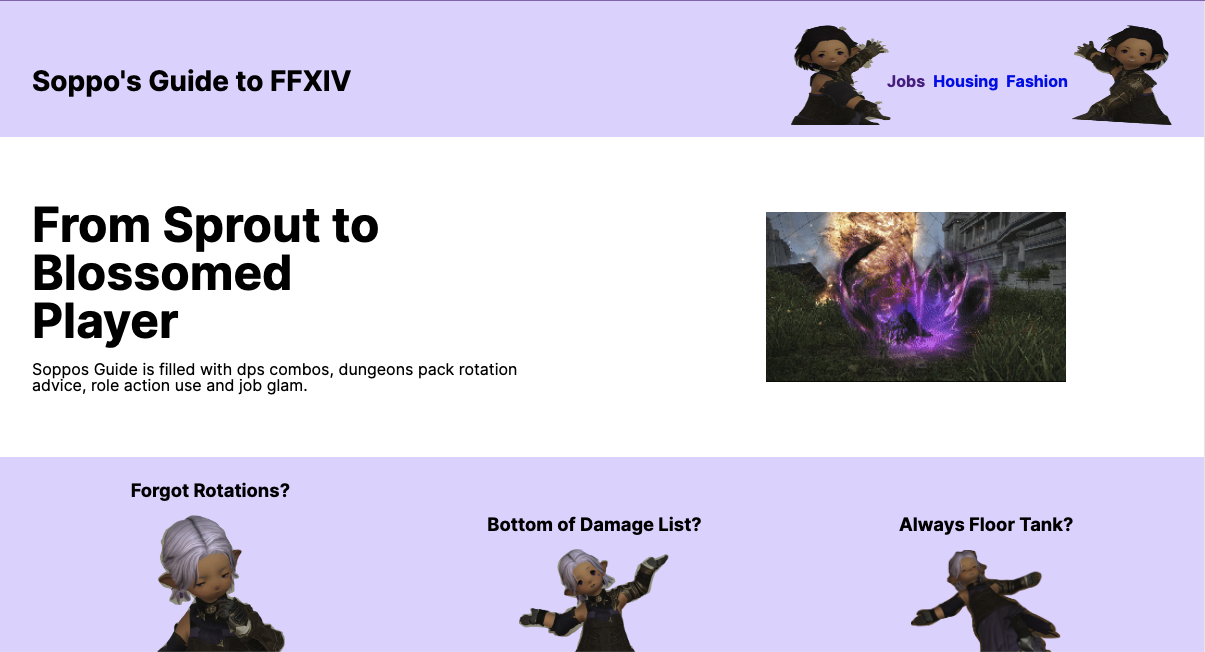 Soppo's Guide to FFXIV
Jobs Housing Fashion
From Sprout to
Blossomed
Player
Soppos Guide is filled with dps combos, dungeons pack rotation
advice, role action use and job glam.
Forgot Rotations?
Bottom of Damage List?
Always Floor Tank?